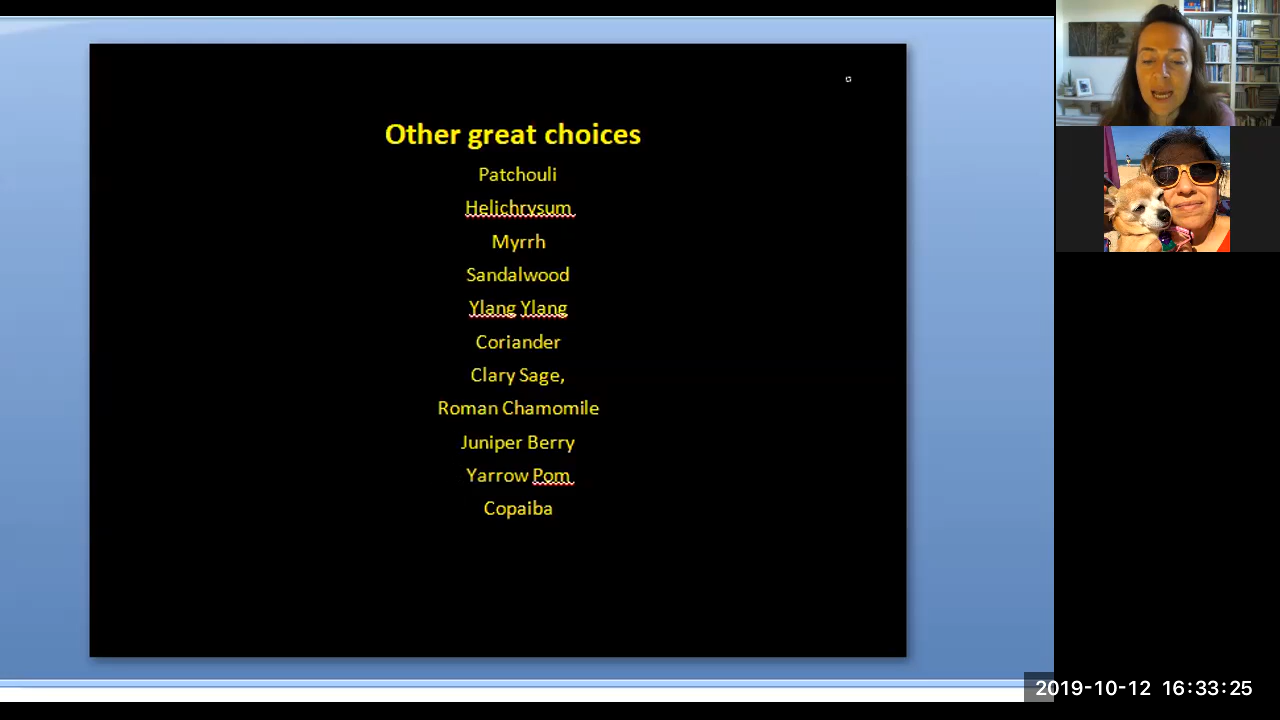 Other great choices
Patchouli
Helichrysum
Myrrh
Sandalwood
Ylang Ylang
Coriander
Clary Sage,
Roman Chamomile
Juniper Berry
Yarrow Pom
Copaiba
2019-10-12 16:33:25